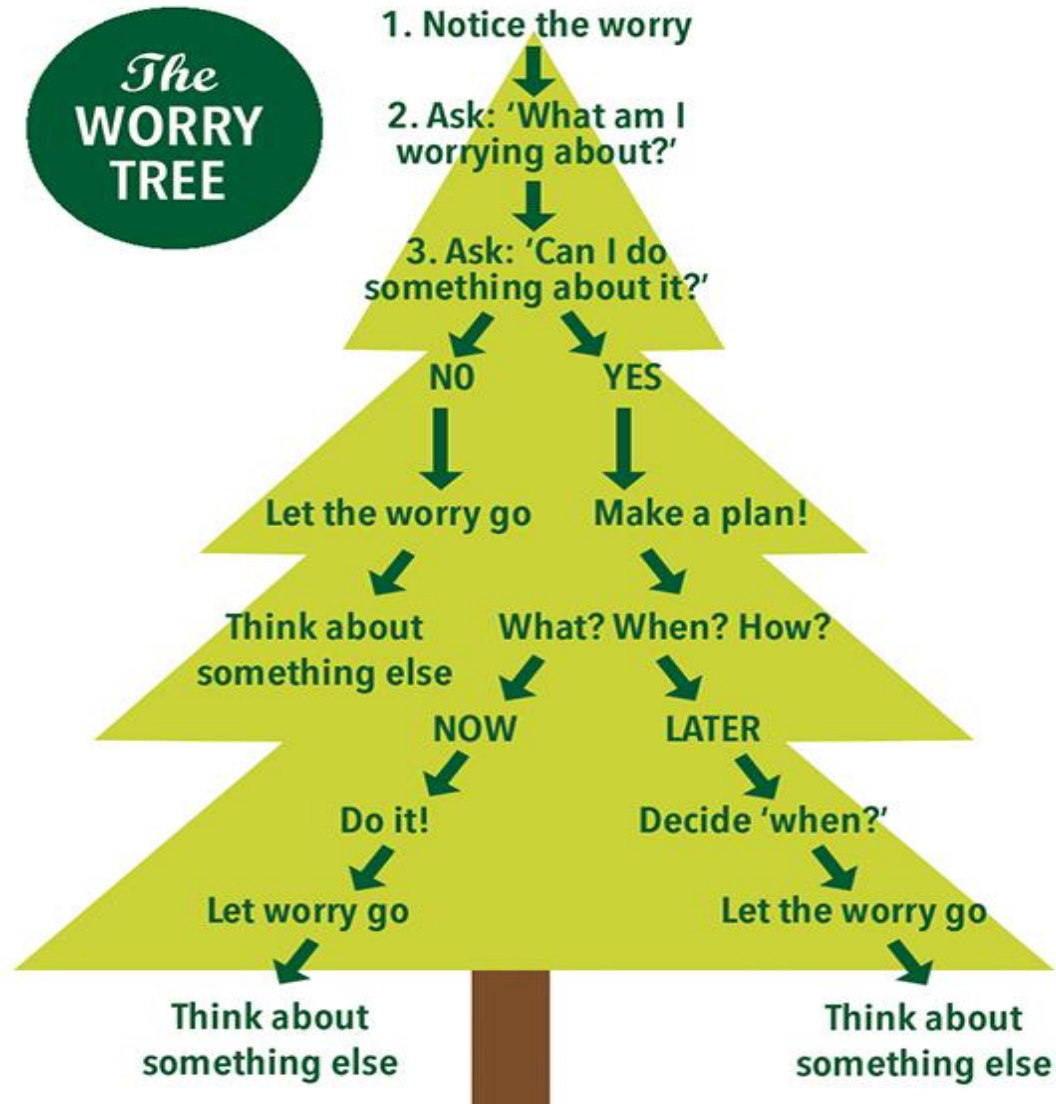 The
WORRY
TREE
1. Notice the worry
2. Ask: ‘What am I
worrying about?’
3. Ask: ‘Can I do
something about it?’
NO
YES
Let the worry go
Make a plan!
Think about
something else
What? When? How?
NOW
LATER
Do it!
Decide ‘when?’
Let worry go
Let the worry go
Think about
something else
Think about
something else